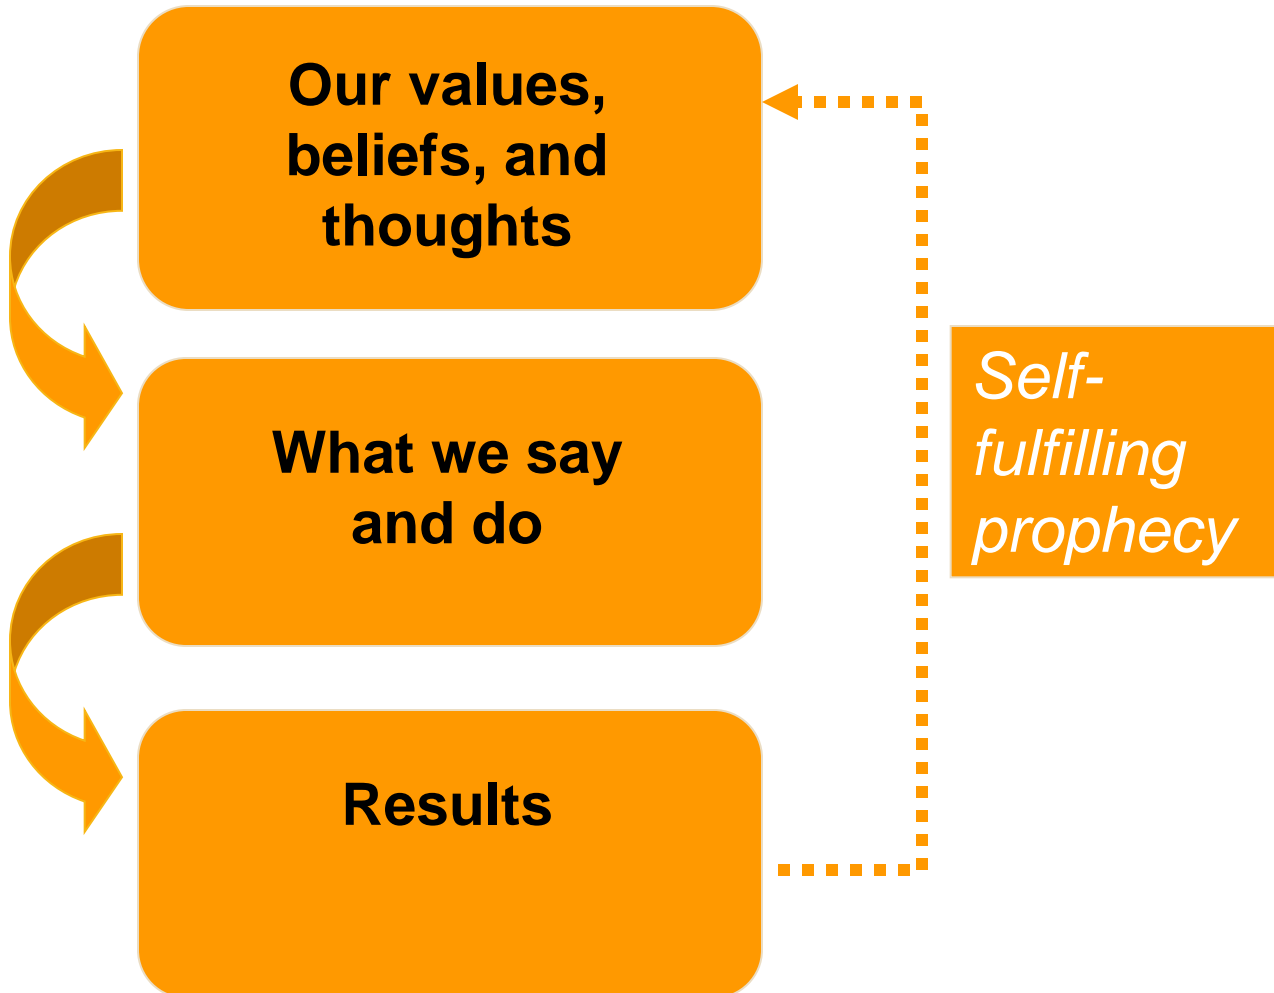 Our values,
beliefs, and
thoughts
What we say
and do
Results
Self-
fulfilling
prophecy